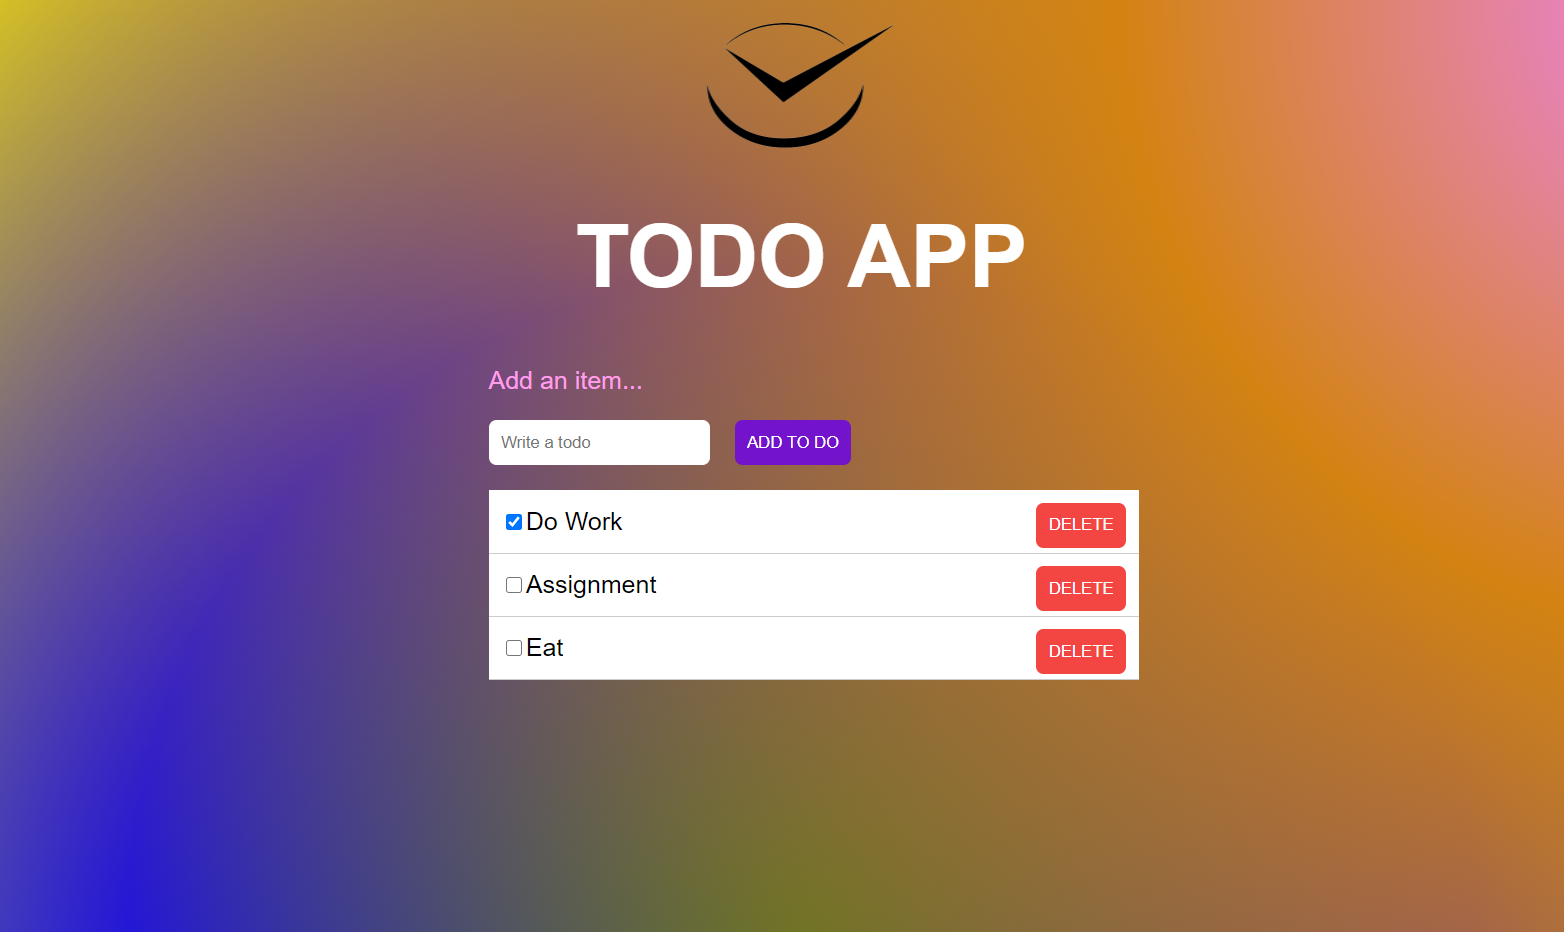 TODO APP
Add an item...
Write a todo
ADD TO DO
Do Work
DELETE
Assignment
DELETE
Eat
DELETE